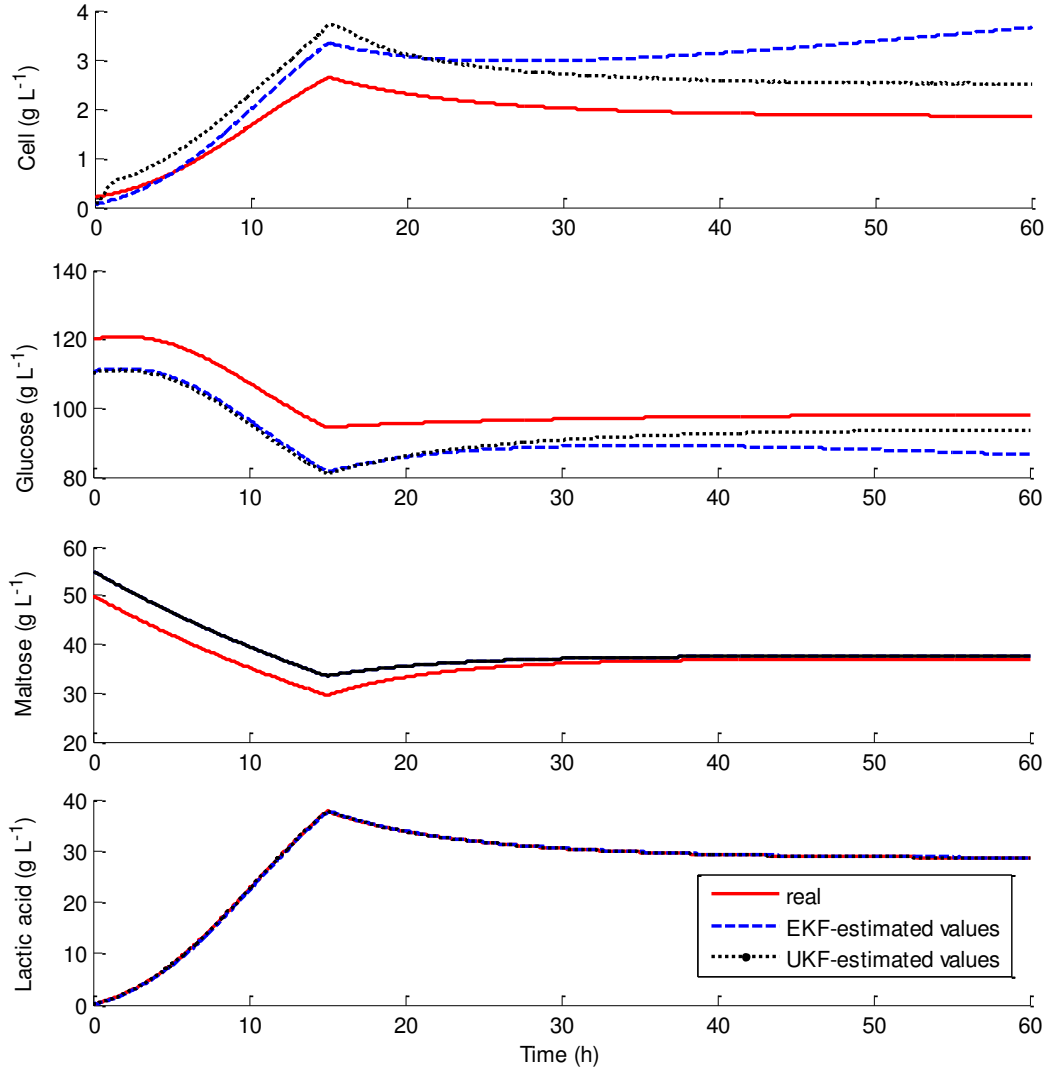 4
3
2
1
0
Cell (g L⁻¹)
0 10 20 30 40 50 60
140
120
100
80
Glucose (g L⁻¹)
0 10 20 30 40 50 60
60
50
40
30
20
Maltose (g L⁻¹)
0 10 20 30 40 50 60
40
30
20
10
0
Lactic acid (g L⁻¹)
real
EKF-estimated values
UKF-estimated values
0 10 20 30 40 50 60
Time (h)